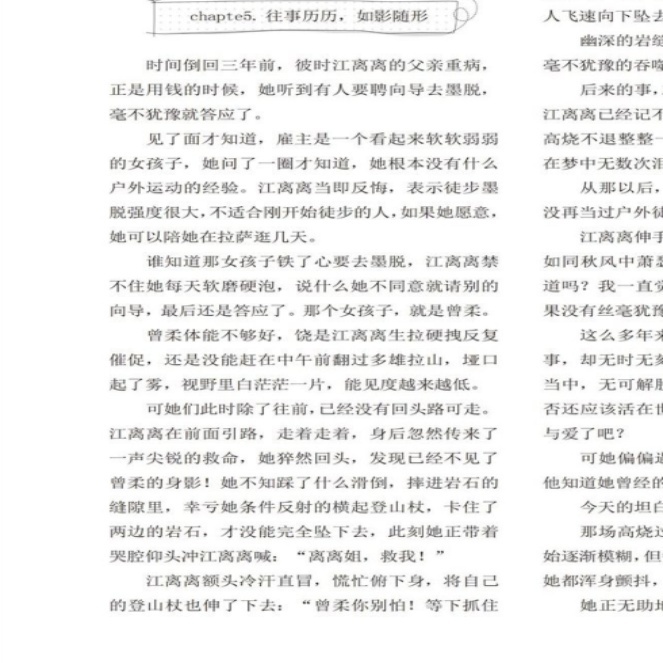 chapte5. 往事历历，如影随形
时间倒回三年前，彼时江离离的父亲重病，
正是用钱的时候，她听到有人要聘向导去墨脱，
毫不犹豫就答应了。
见了面才知道，雇主是一个看起来软软弱弱
的女孩子，她问了一圈才知道，她根本没有什么
户外运动的经验。江离离当即反悔，表示徒步墨
脱强度很大，不适合刚开始徒步的人，如果她愿意，
她可以陪她在拉萨逛几天。
谁知道那女孩子铁了心要去墨脱，江离离禁
不住她每天软磨硬泡，说什么她不同意就请别的
向导，最后还是答应了。那个女孩子，就是曾柔。
曾柔体能不够好，饶是江离离生拉硬拽反复
催促，还是没能赶在中午前翻过多雄拉山，垭口
起了雾，视野里白茫茫一片，能见度越来越低。
可她们此时除了往前，已经没有回头路可走。
江离离在前面引路，走着走着，身后忽然传来了
一声尖锐的救命，她猝然回头，发现已经不见了
曾柔的身影！她不知踩了什么滑倒，摔进岩石的
缝隙里，幸亏她条件反射的横起登山杖，卡住了
两边的岩石，才没能完全坠下去，此刻她正带着
哭腔仰头冲江离离喊：“离离姐，救我！”
江离离额头冷汗直冒，慌忙俯下身，将自己
的登山杖也伸了下去：“曾柔你别怕！等下抓住
人飞速向下坠去
幽深的岩缝
毫不犹豫的吞噬
后来的事，
江离离已经记不
高烧不退整整一
在梦中无数次泪
从那以后，
没再当过户外徒
江离离伸手
如同秋风中萧瑟
道吗？我一直觉
果没有丝毫犹豫
这么多年来
事，却无时无刻
当中，无可解脱
否还应该活在世
与爱了吧？
可她偏偏遇
他知道她曾经的
今天的坦白
那场高烧过
始逐渐模糊，但
她都浑身颤抖，
她正无助地